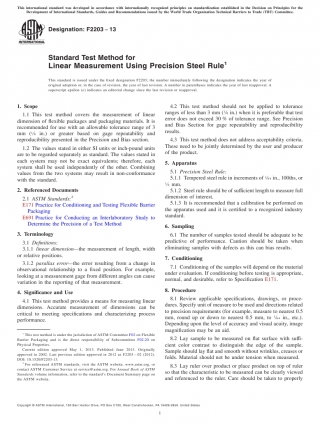 This international standard was developed in accordance with internationally recognized principles on standardization established in the Decision on Principles for the
Development of International Standards, Guides and Recommendations issued by the World Trade Organization Technical Barriers to Trade (TBT) Committee.
Designation: F2203 − 13
Standard Test Method for
Linear Measurement Using Precision Steel Rule1
This standard is issued under the fixed designation F2203; the number immediately following the designation indicates the year of
original adoption or, in the case of revision, the year of last revision. A number in parentheses indicates the year of last reapproval. A
superscript epsilon (ε) indicates an editorial change since the last revision or reapproval.
1. Scope
1.1 This test method covers the measurement of linear
dimension of flexible packages and packaging materials. It is
recommended for use with an allowable tolerance range of 3
mm (1⁄8 in.) or greater based on gage repeatability and
reproducibility presented in the Precision and Bias section.
1.2 The values stated in either SI units or inch-pound units
are to be regarded separately as standard. The values stated in
each system may not be exact equivalents; therefore, each
system shall be used independently of the other. Combining
values from the two systems may result in non-conformance
with the standard.
2. Referenced Documents
2.1 ASTM Standards:2
E171 Practice for Conditioning and Testing Flexible Barrier
Packaging
E691 Practice for Conducting an Interlaboratory Study to
Determine the Precision of a Test Method
3. Terminology
3.1 Definitions:
3.1.1 linear dimension—the measurement of length, width
or relative positions.
3.1.2 parallax error—the error resulting from a change in
observational relationship to a fixed position. For example,
looking at a measurement gage from different angles can cause
variation in the reporting of that measurement.
4. Significance and Use
4.1 This test method provides a means for measuring linear
dimensions. Accurate measurement of dimensions can be
critical to meeting specifications and characterizing process
performance.
1 This test method is under the jurisdiction of ASTM Committee F02 on Flexible
Barrier Packaging and is the direct responsibility of Subcommittee F02.20 on
Physical Properties.
Current edition approved May 1, 2013. Published June 2013. Originally
approved in 2002. Last previous edition approved in 2012 as F2203 – 02 (2012).
DOI: 10.1520/F2203-13.
2 For referenced ASTM standards, visit the ASTM website, www.astm.org, or
contact ASTM Customer Service at service@astm.org. For Annual Book of ASTM
Standards volume information, refer to the standard's Document Summary page on
the ASTM website.
4.2 This test method should not be applied to tolerance
ranges of less than 3 mm (1⁄8 in.) when it is preferable that test
error does not exceed 30 % of tolerance range. See Precision
and Bias Section for gage repeatability and reproducibility
results.
4.3 This test method does not address acceptability criteria.
These need to be jointly determined by the user and producer
of the product.
5. Apparatus
5.1 Precision Steel Rule:
5.1.1 Tempered steel rule in increments of 1⁄64 in., 100ths, or
1⁄2 mm.
5.1.2 Steel rule should be of sufficient length to measure full
dimension of interest.
5.1.3 It is recommended that a calibration be performed on
the apparatus used and it is certified to a recognized industry
standard.
6. Sampling
6.1 The number of samples tested should be adequate to be
predictive of performance. Caution should be taken when
eliminating samples with defects as this can bias results.
7. Conditioning
7.1 Conditioning of the samples will depend on the material
under evaluation. If conditioning before testing is appropriate,
normal, and desirable, refer to Specification E171.
8. Procedure
8.1 Review applicable specifications, drawings, or proce-
dures. Specify unit of measure to be used and directions related
to precision requirements (for example, measure to nearest 0.5
mm, round up or down to nearest 0.5 mm, to 1⁄64 in., etc.).
Depending upon the level of accuracy and visual acuity, image
magnification may be an aid.
8.2 Lay sample to be measured on flat surface with suffi-
cient color contrast to distinguish the edge of the sample.
Sample should lay flat and smooth without wrinkles, creases or
folds. Material should not be under tension when measured.
8.3 Lay ruler over product or place product on top of ruler
so that the characteristic to be measured can be clearly viewed
and referenced to the ruler. Care should be taken to properly
Copyright © ASTM International, 100 Barr Harbor Drive, PO Box C700, West Conshohocken, PA 19428-2959. United States
1